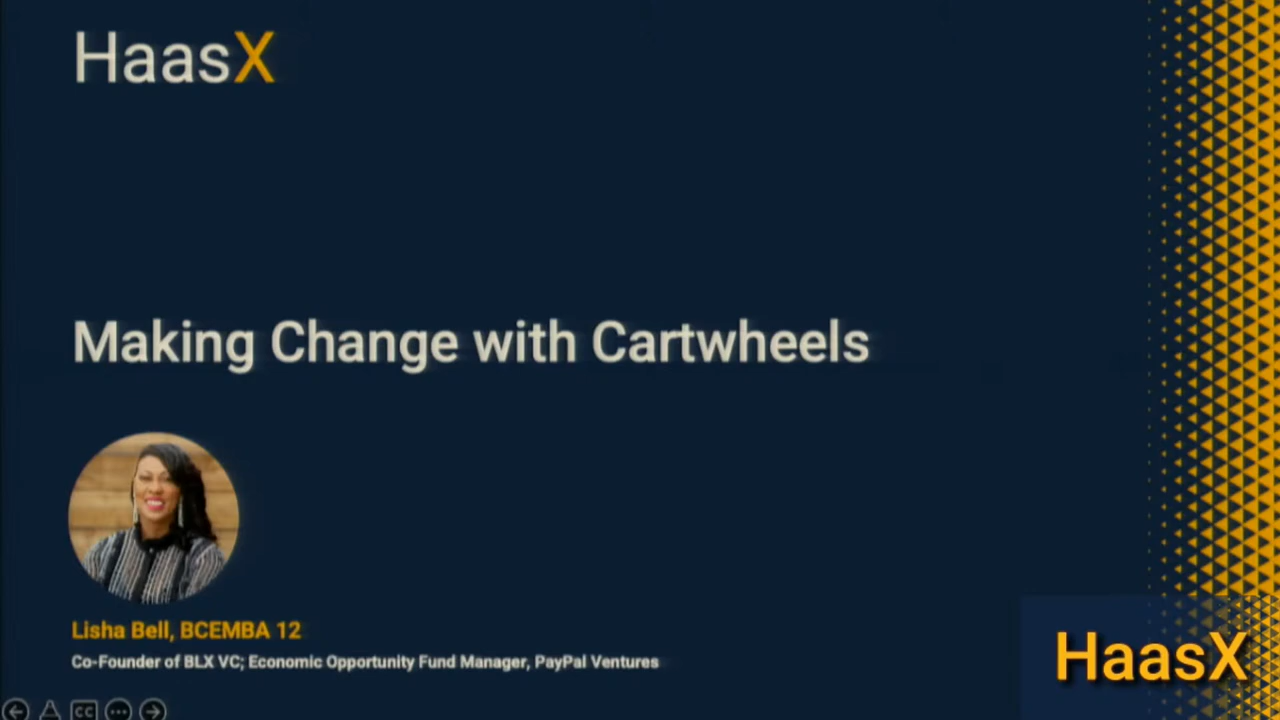 HaasX
Making Change with Cartwheels
Lisha Bell, BCEMBA 12
Co-Founder of BLX VC; Economic Opportunity Fund Manager, PayPal Ventures
HaasX
CC